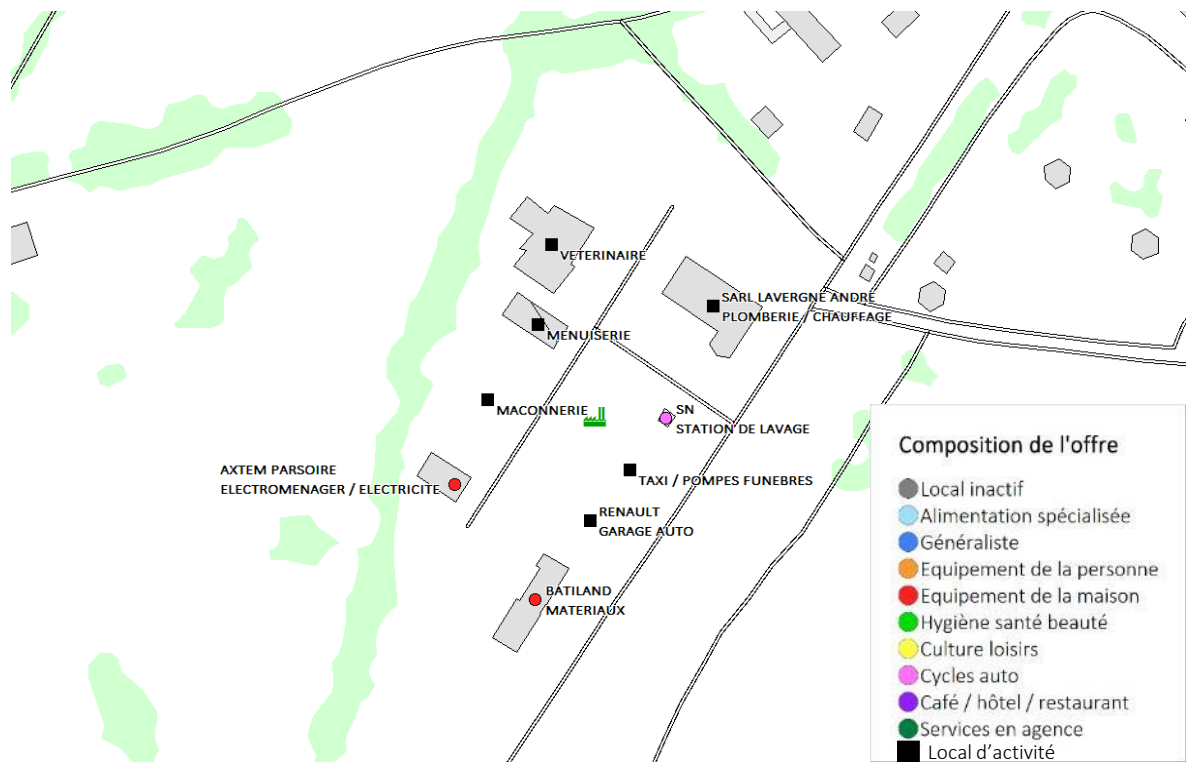 VETERINAIRE
SARL LAVERGNE ANDRE
PLOMBERIE / CHAUFFAGE
MENUISERIE
MACONNERIE
SN
STATION DE LAVAGE
AXTEM PARSOIRE
ELECTROMENAGER / ELECTRICITE
TAXI / POMPES FUNEBRES
RENAULT
GARAGE AUTO
BATILAND
MATERIAUX
Composition de l'offre
Local inactif
Alimentation spécialisée
Généraliste
Equipement de la personne
Equipement de la maison
Hygiène santé beauté
Culture loisirs
Cycles auto
Café / hôtel / restaurant
Services en agence
Local d’activité